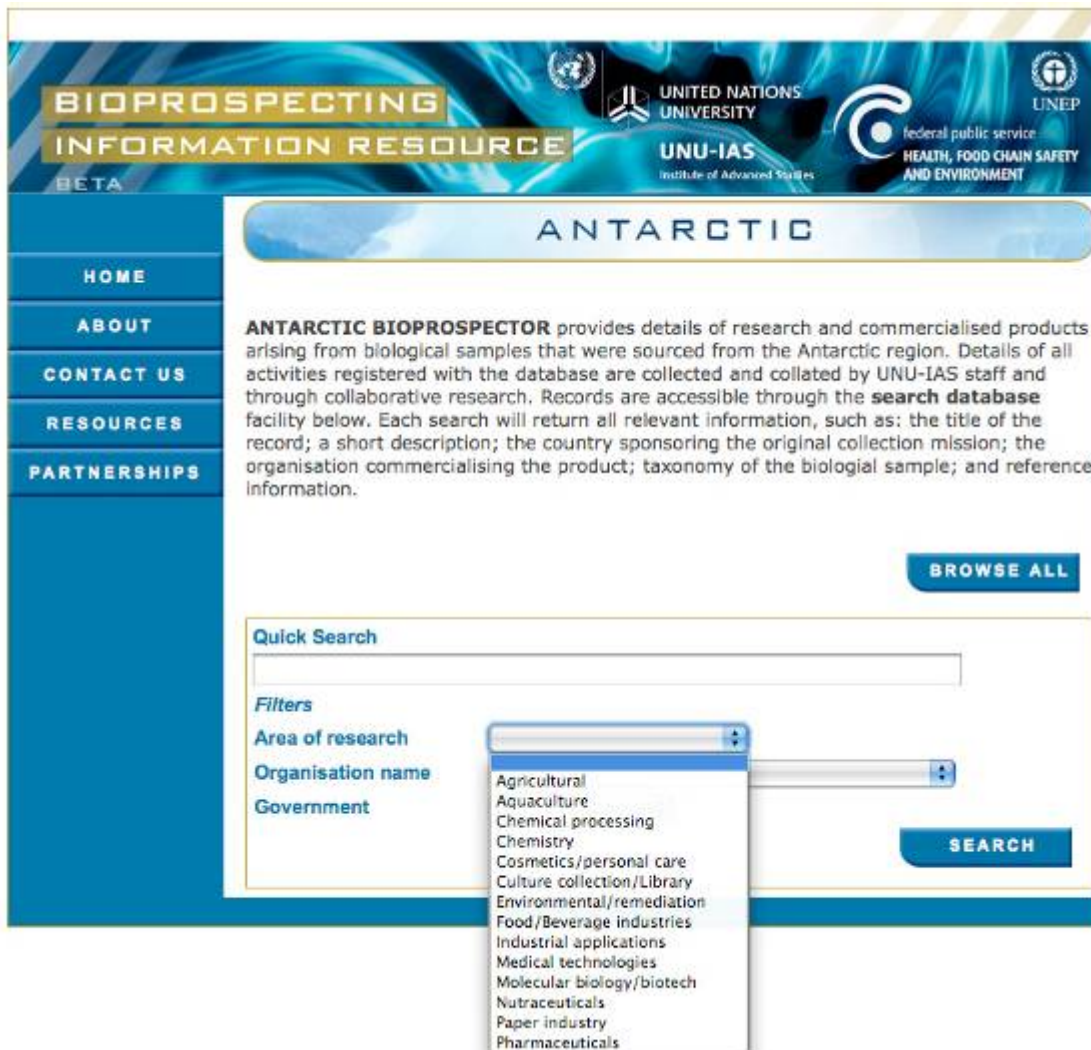 BIOPROSPECTING
INFORMATION RESOURCE
BETA
UNITED NATIONS
UNIVERSITY
UNU-IAS
Institute of Advanced Studies
federal public service
HEALTH, FOOD CHAIN SAFETY
AND ENVIRONMENT
UNEP
ANTARCTIC
HOME
ABOUT
CONTACT US
RESOURCES
PARTNERSHIPS
ANTARCTIC BIOPROSPECTOR provides details of research and commercialised products
arising from biological samples that were sourced from the Antarctic region. Details of all
activities registered with the database are collected and collated by UNU-IAS staff and
through collaborative research. Records are accessible through the search database
facility below. Each search will return all relevant information, such as: the title of the
record; a short description; the country sponsoring the original collection mission; the
organisation commercialising the product; taxonomy of the biologial sample; and reference
information.
BROWSE ALL
Quick Search
Filters
Area of research
Organisation name
Government
Agricultural
Aquaculture
Chemical processing
Chemistry
Cosmetics/personal care
Culture collection/Library
Environmental/remediation
Food/Beverage industries
Industrial applications
Medical technologies
Molecular biology/biotech
Nutraceuticals
Paper industry
Pharmaceuticals
SEARCH